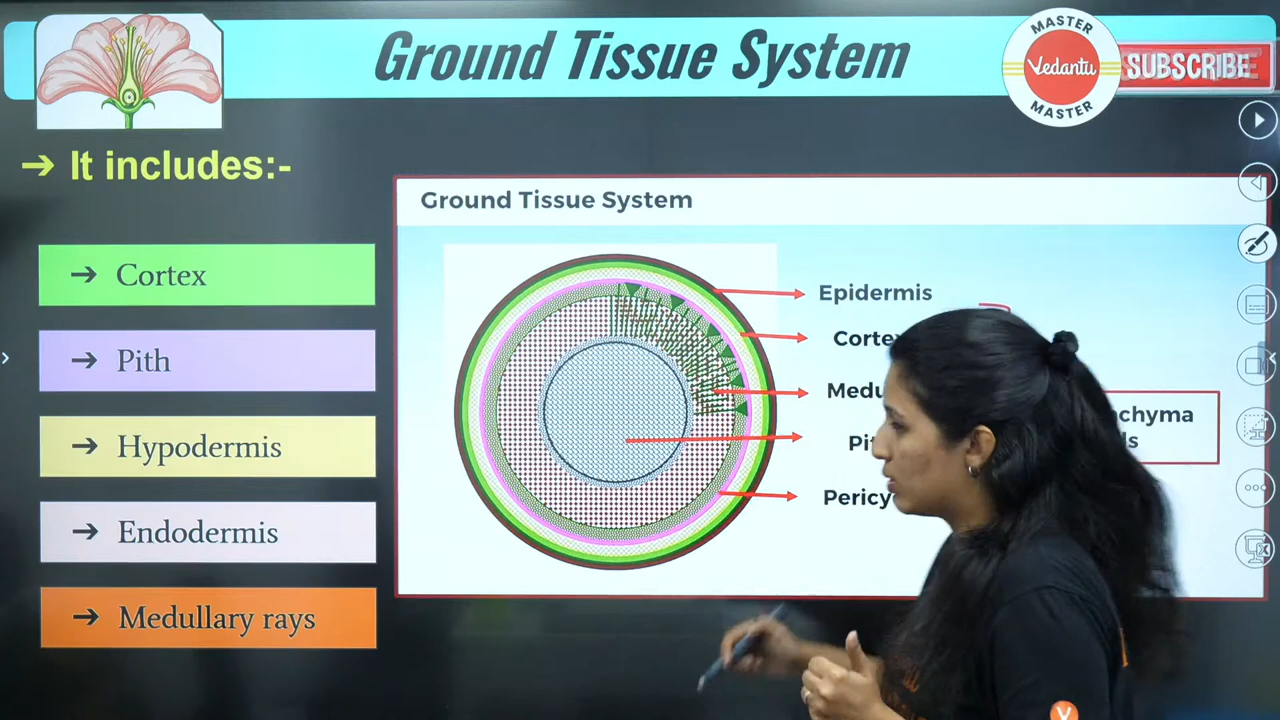 Ground Tissue System
MASTER
Vedantu
MASTER
SUBSCRIBE
→ It includes:-
Ground Tissue System
→ Cortex
→ Pith
→ Hypodermis
→ Endodermis
→ Medullary rays
Epidermis